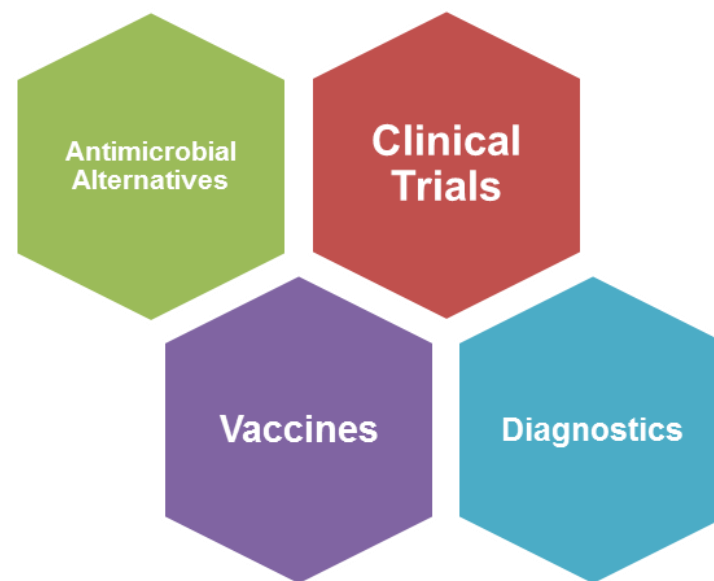 Antimicrobial
Alternatives
Clinical
Trials
Vaccines
Diagnostics